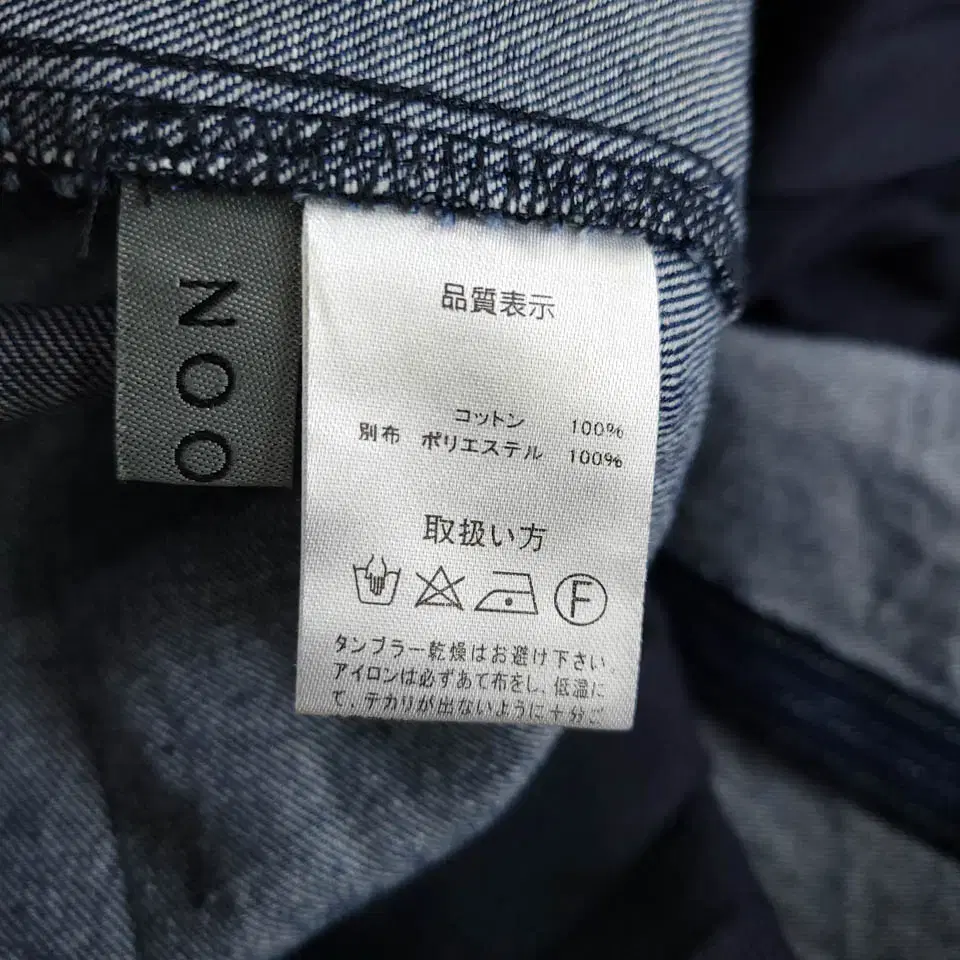 NOO
品質表示
コットン 100%
別布 ポリエステル 100%
取扱い方
F
タンブラー乾燥はお避け下さい
アイロンは必ずあて布をし、低温に
て、テカリが出ないように十分ご